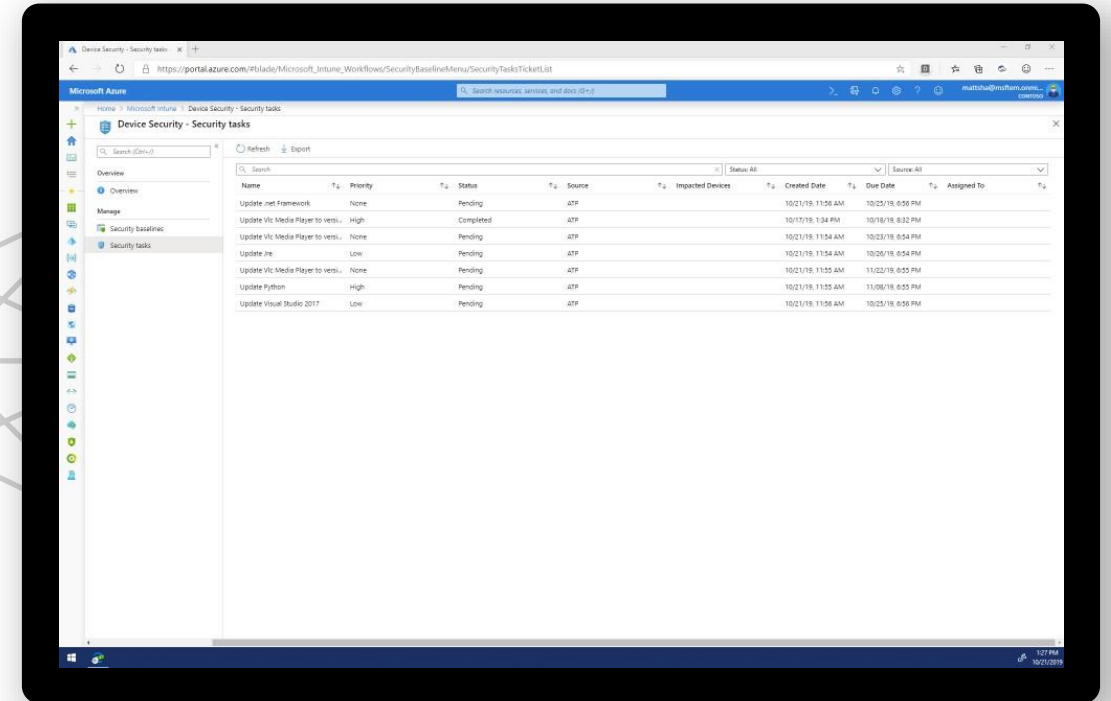 Device Security - Security tasks
https://portal.azure.com/#blade/Microsoft_Intune_Workflows/SecurityBaselineMenu/SecurityTasksTicketList
Microsoft Azure
Search resources, services, and docs (G+/)
mattsha@msftem.onmi...
CONTOSO
Home > Microsoft Intune > Device Security - Security tasks
Device Security - Security tasks
Search (Ctrl+/)
Overview
Overview
Manage
Security baselines
Security tasks
Refresh Export
Search Status: All Source: All
Name Priority Status Source Impacted Devices Created Date Due Date Assigned To
Update .net Framework None Pending ATP 10/21/19, 11:56 AM 10/25/19, 6:56 PM
Update Vlc Media Player to versi... High Completed ATP 10/17/19, 1:34 PM 10/18/19, 8:32 PM
Update Vlc Media Player to versi... None Pending ATP 10/21/19, 11:54 AM 10/23/19, 6:54 PM
Update Jre Low Pending ATP 10/21/19, 11:54 AM 10/26/19, 6:54 PM
Update Vlc Media Player to versi... None Pending ATP 10/21/19, 11:55 AM 11/22/19, 6:55 PM
Update Python High Pending ATP 10/21/19, 11:55 AM 11/08/19, 6:55 PM
Update Visual Studio 2017 Low Pending ATP 10/21/19, 11:56 AM 10/25/19, 6:56 PM
1:27 PM
10/21/2019